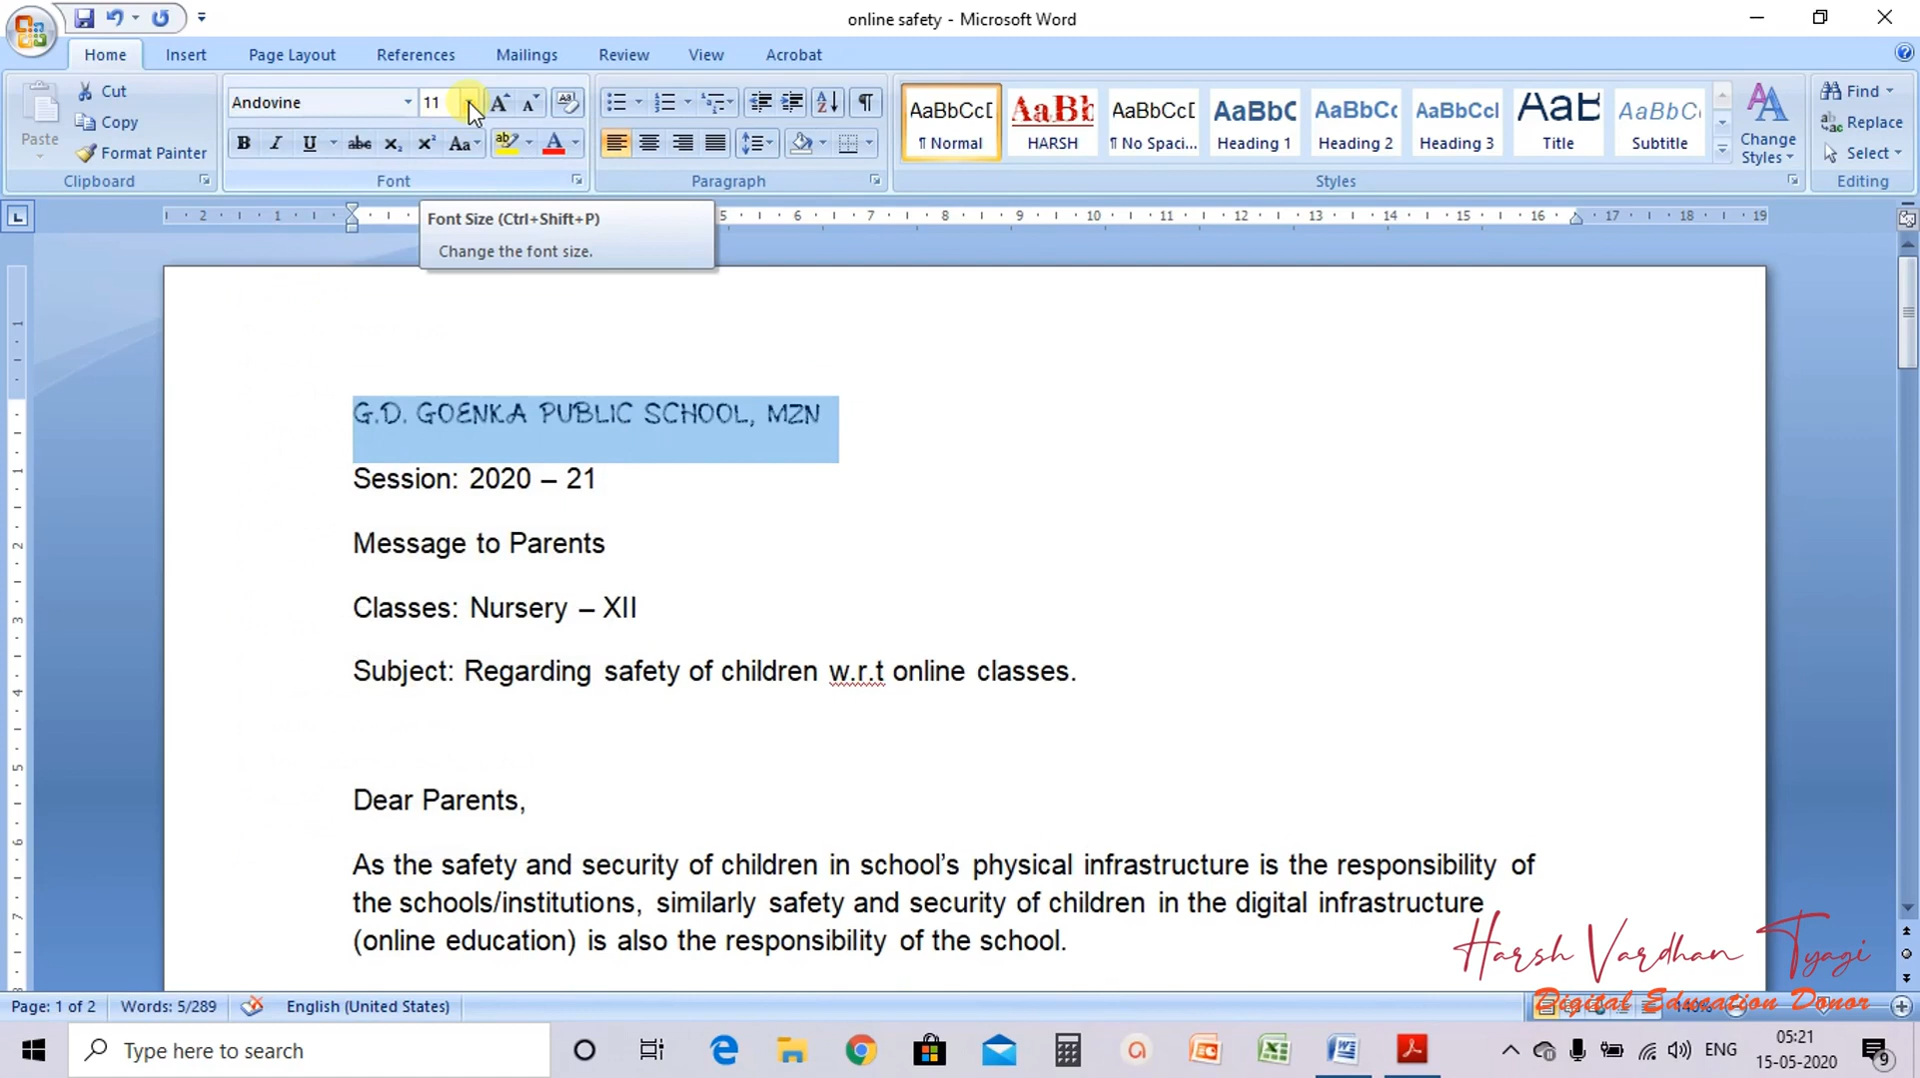 online safety - Microsoft Word
Home Insert Page Layout References Mailings Review View Acrobat
Paste
Cut
Copy
Format Painter
Clipboard
Andovine 11
Font
Paragraph
AaBbCcD AaBb AaBbCcD AaBbC AaBbCc AaBbCcI AaB AaBbCc
¶ Normal HARSH ¶ No Spaci... Heading 1 Heading 2 Heading 3 Title Subtitle
Change Styles
Styles
Find
Replace
Select
Editing
Font Size (Ctrl+Shift+P)
Change the font size.
G.D. GOENKA PUBLIC SCHOOL, MZN
Session: 2020 – 21
Message to Parents
Classes: Nursery – XII
Subject: Regarding safety of children w.r.t online classes.
Dear Parents,
As the safety and security of children in school’s physical infrastructure is the responsibility of
the schools/institutions, similarly safety and security of children in the digital infrastructure
(online education) is also the responsibility of the school.
Harsh Vardhan Tyagi
Digital Education Donor
Page: 1 of 2 Words: 5/289 English (United States) 140%
Type here to search
ENG
05:21
15-05-2020
9